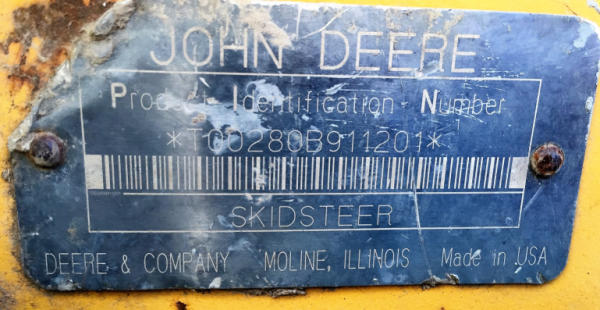 JOHN DEERE
Product Identification Number
*T00280B911201*
SKIDSTEER
DEERE & COMPANY MOLINE, ILLINOIS Made in USA